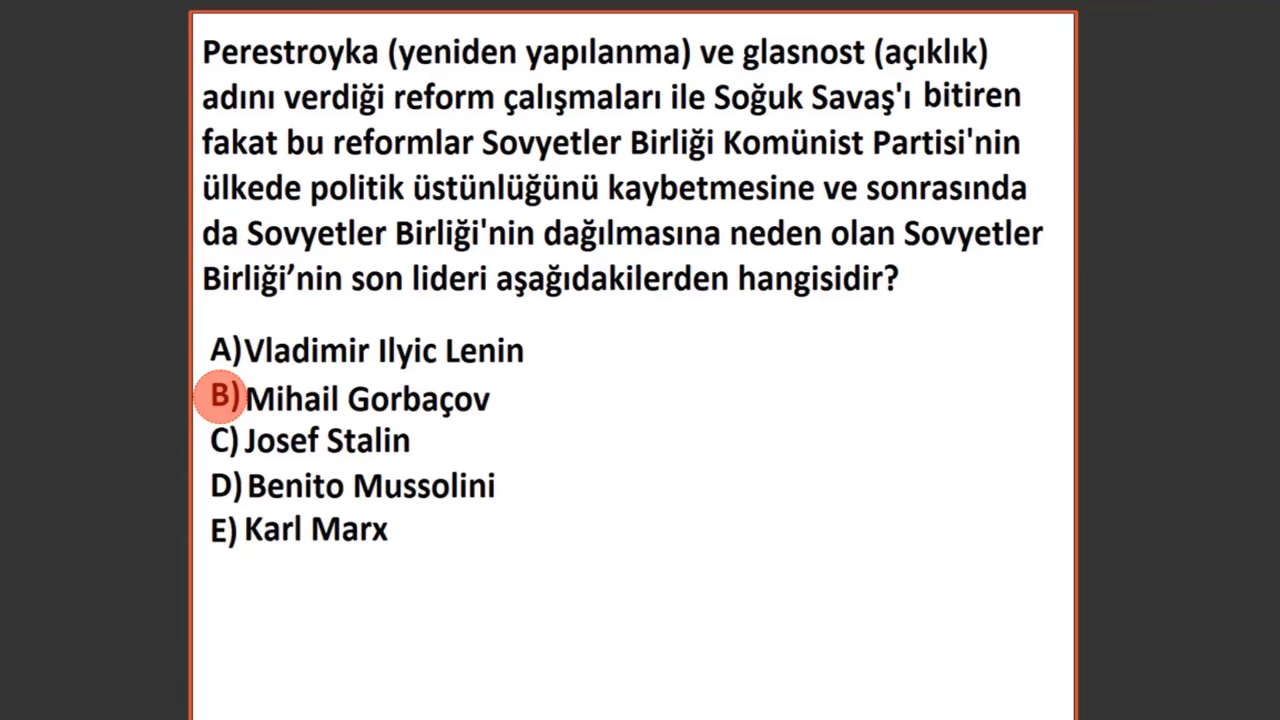 Perestroyka (yeniden yapılanma) ve glasnost (açıklık)
adını verdiği reform çalışmaları ile Soğuk Savaş'ı bitiren
fakat bu reformlar Sovyetler Birliği Komünist Partisi'nin
ülkede politik üstünlüğünü kaybetmesine ve sonrasında
da Sovyetler Birliği'nin dağılmasına neden olan Sovyetler
Birliği’nin son lideri aşağıdakilerden hangisidir?
A)Vladimir Ilyic Lenin
B)Mihail Gorbaçov
C)Josef Stalin
D)Benito Mussolini
E)Karl Marx